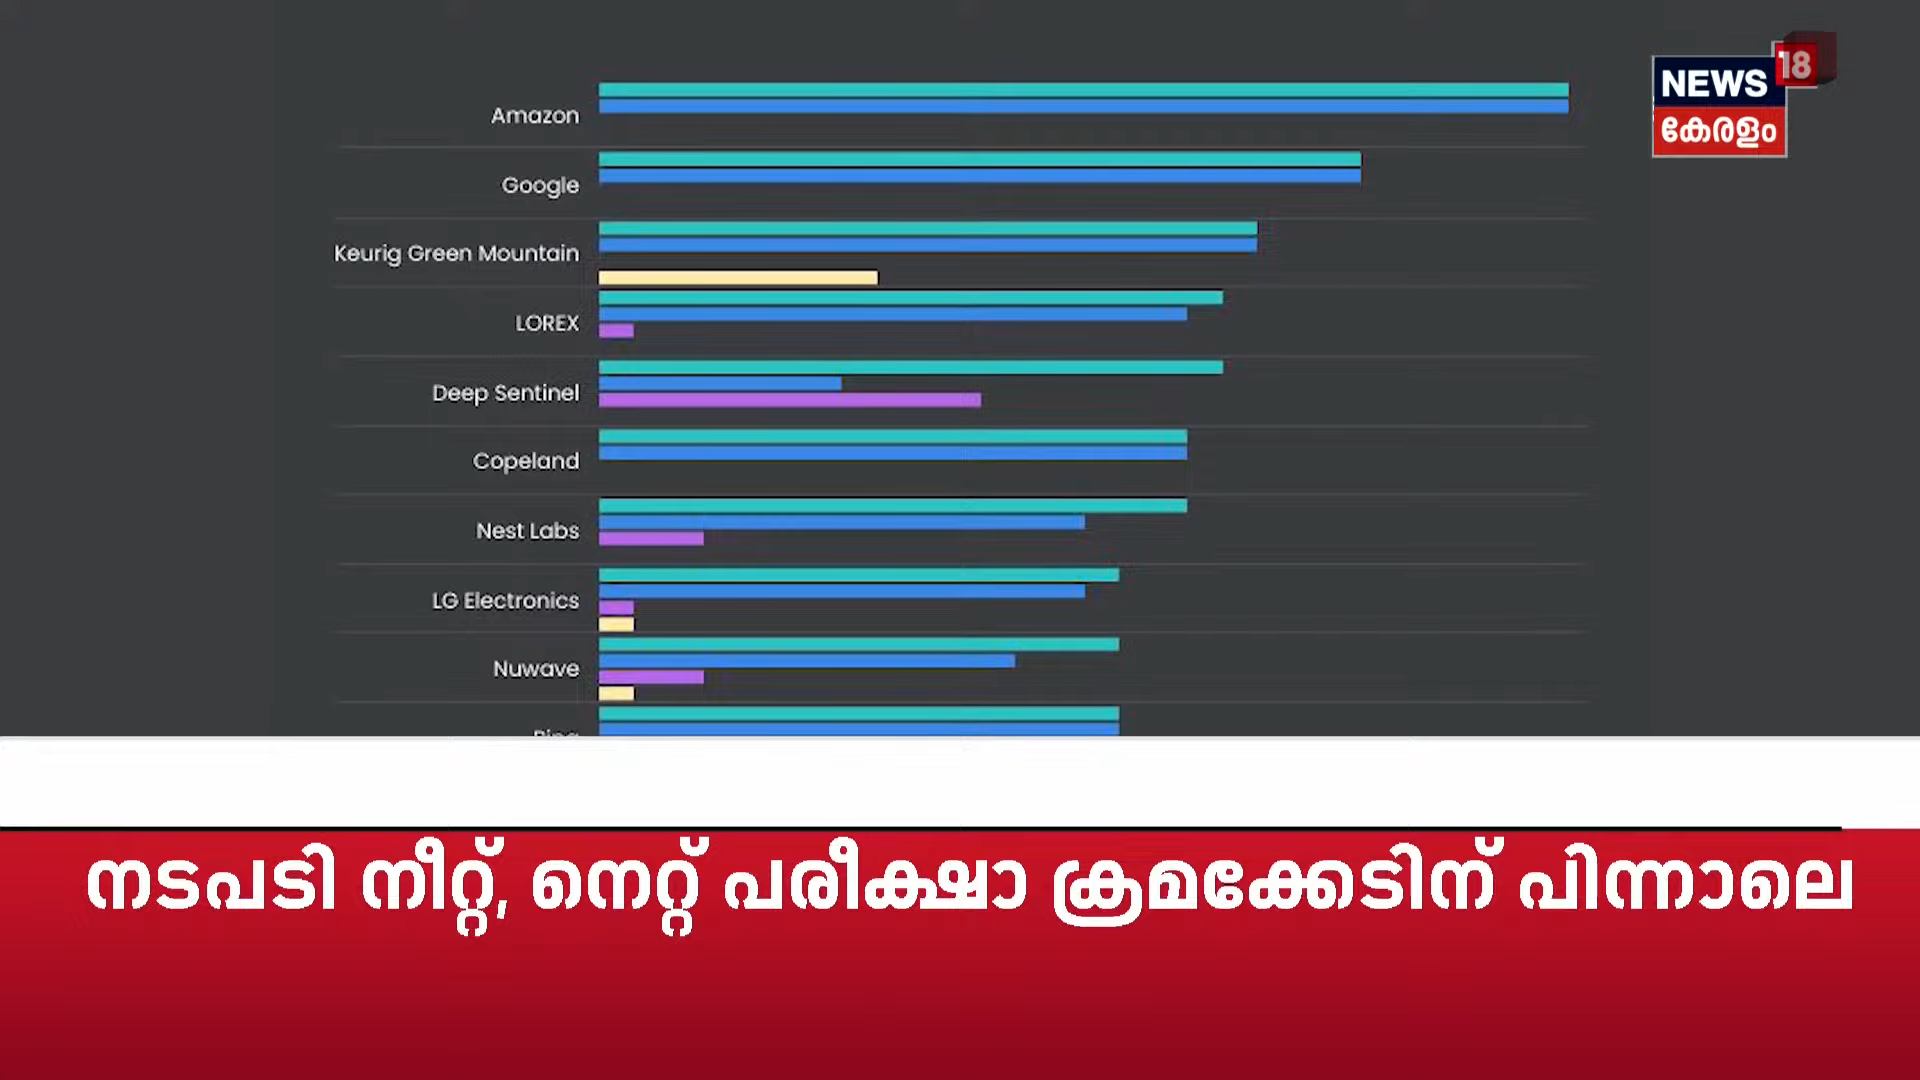 Amazon
Google
Keurig Green Mountain
LOREX
Deep Sentinel
Copeland
Nest Labs
LG Electronics
Nuwave
NEWS 18
കേരളം
നടപടി നീറ്റ്, നെറ്റ് പരീക്ഷാ ക്രമക്കേടിന് പിന്നാലെ